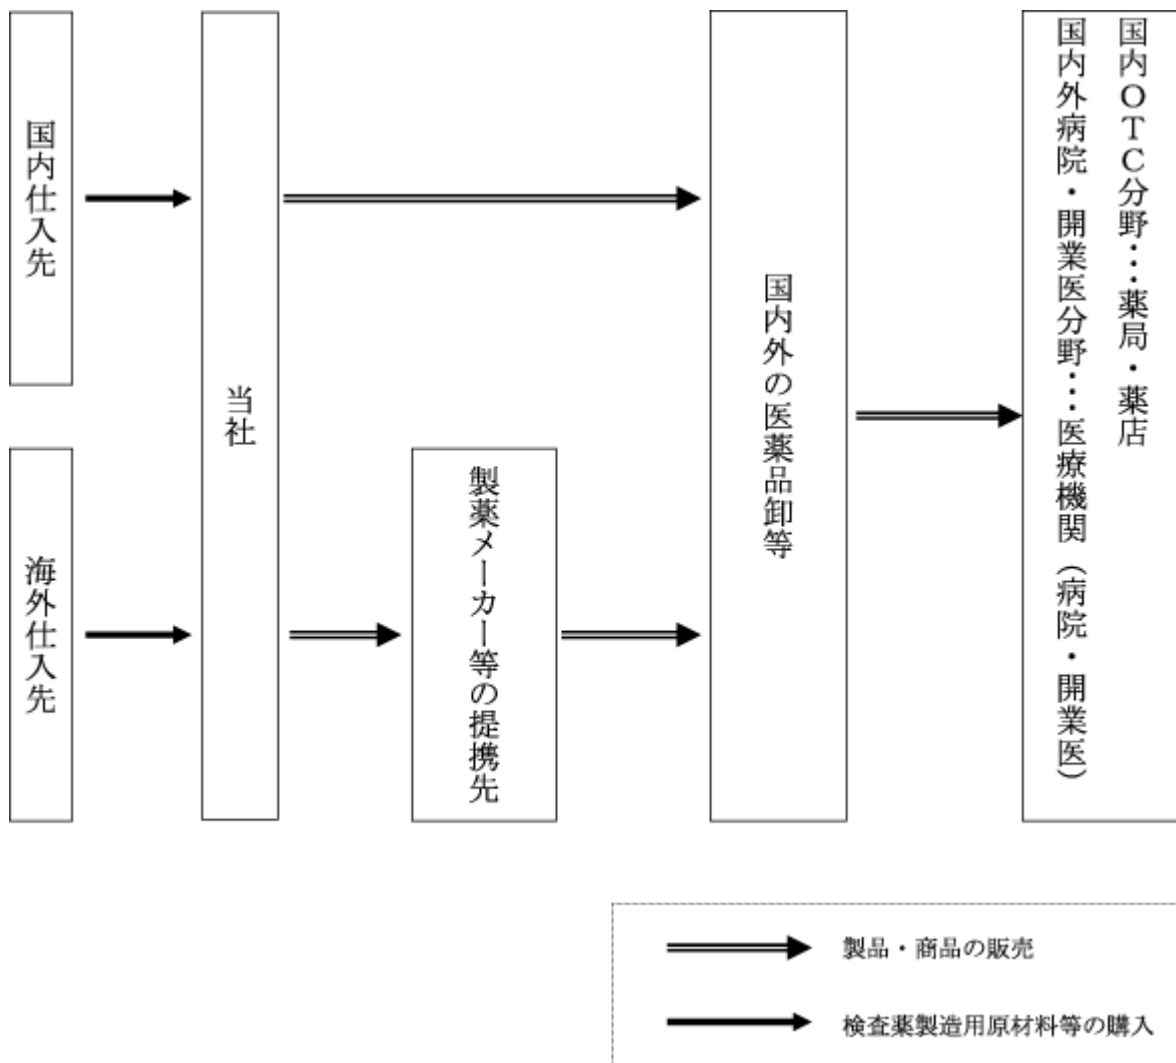 国内仕入先
海外仕入先
当社
製薬メーカー等の提携先
国内外の医薬品卸等
国内OTC分野…薬局・薬店
国内外病院・開業医分野…医療機関（病院・開業医）
製品・商品の販売
検査薬製造用原材料等の購入